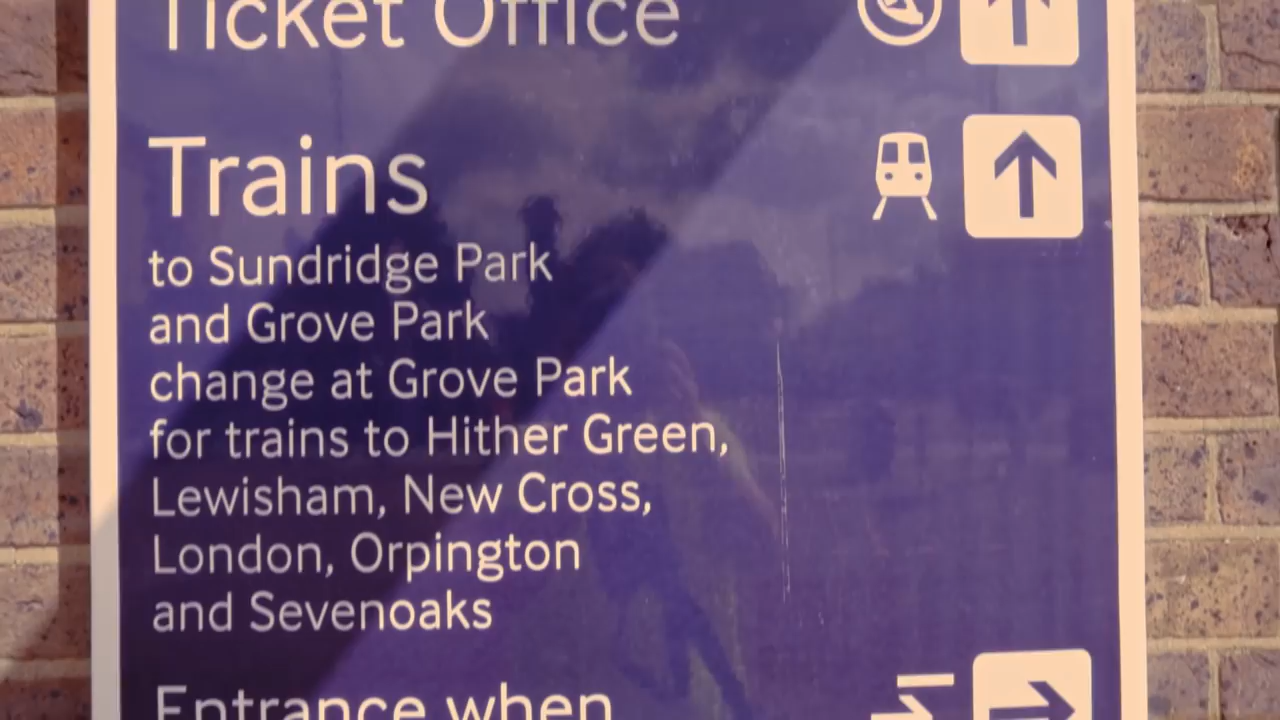 Ticket Office
Trains
to Sundridge Park
and Grove Park
change at Grove Park
for trains to Hither Green,
Lewisham, New Cross,
London, Orpington
and Sevenoaks
Entrance when